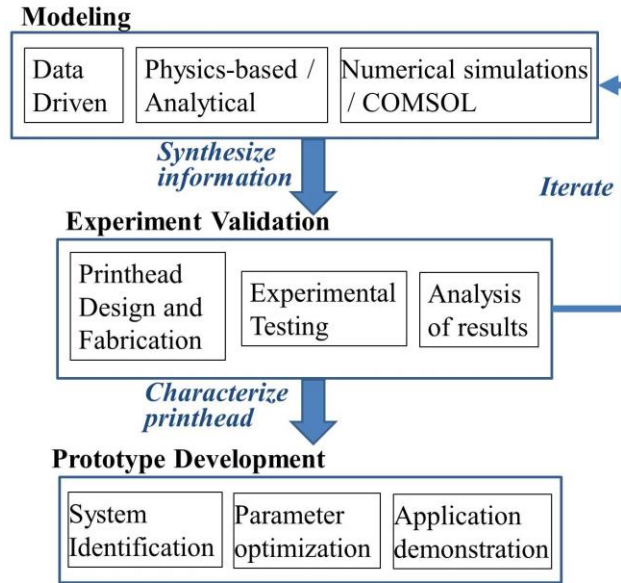 Modeling
Data
Driven
Physics-based /
Analytical
Numerical simulations
/ COMSOL
Synthesize
information
Iterate
Experiment Validation
Printhead
Design and
Fabrication
Experimental
Testing
Analysis
of results
Characterize
printhead
Prototype Development
System
Identification
Parameter
optimization
Application
demonstration